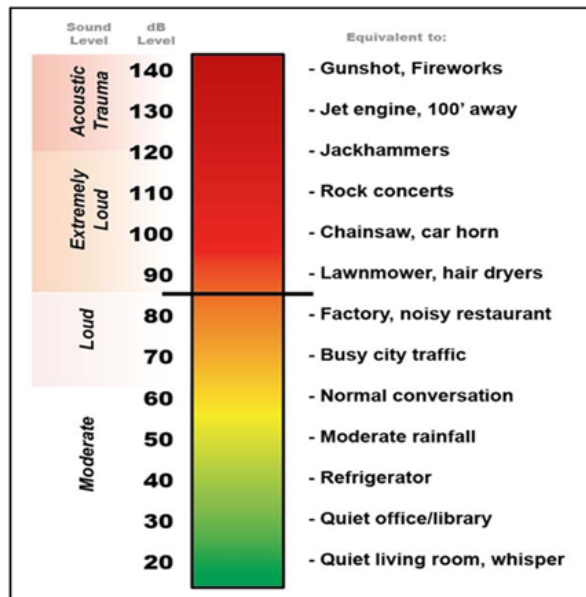 Sound Level
dB Level
Equivalent to:
Acoustic Trauma
Extremely Loud
Loud
Moderate
140 - Gunshot, Fireworks
130 - Jet engine, 100’ away
120 - Jackhammers
110 - Rock concerts
100 - Chainsaw, car horn
90 - Lawnmower, hair dryers
80 - Factory, noisy restaurant
70 - Busy city traffic
60 - Normal conversation
50 - Moderate rainfall
40 - Refrigerator
30 - Quiet office/library
20 - Quiet living room, whisper